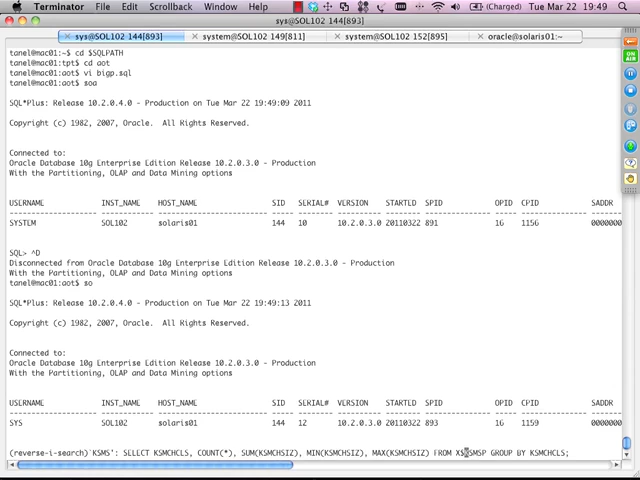 Edit Scrollback Window Help (Charged) Tue Mar 22 19:49
sys@SOL102 144[893]
sys@SOL102 144[893] system@SOL102 149[811] system@SOL102 152[895] oracle@solaris01:~
tanel@mac01:~$ cd $SQLPATH
tanel@mac01:tpt$ cd aot
tanel@mac01:aot$ vi bigp.sql
tanel@mac01:aot$ soa
SQL*Plus: Release 10.2.0.4.0 - Production on Tue Mar 22 19:49:09 2011
Copyright (c) 1982, 2007, Oracle.  All Rights Reserved.
Connected to:
Oracle Database 10g Enterprise Edition Release 10.2.0.3.0 - Production
With the Partitioning, OLAP and Data Mining options
USERNAME INST_NAME HOST_NAME SID SERIAL# VERSION STARTED SPID OPID CPID SADDR
SYSTEM SOL102 solaris01 144 10 10.2.0.3.0 20110322 891 16 1156 0000000
SQL> ^D
Disconnected from Oracle Database 10g Enterprise Edition Release 10.2.0.3.0 - Production
With the Partitioning, OLAP and Data Mining options
tanel@mac01:aot$ so
SQL*Plus: Release 10.2.0.4.0 - Production on Tue Mar 22 19:49:13 2011
Copyright (c) 1982, 2007, Oracle.  All Rights Reserved.
Connected to:
Oracle Database 10g Enterprise Edition Release 10.2.0.3.0 - Production
With the Partitioning, OLAP and Data Mining options
USERNAME INST_NAME HOST_NAME SID SERIAL# VERSION STARTED SPID OPID CPID SADDR
SYS SOL102 solaris01 144 12 10.2.0.3.0 20110322 893 16 1159 0000000
(reverse-i-search)`KSMS': SELECT KSMCHCLS, COUNT(*), SUM(KSMCHSIZ), MIN(KSMCHSIZ), MAX(KSMCHSIZ) FROM X$KSMSP GROUP BY KSMCHCLS;
ON AIR